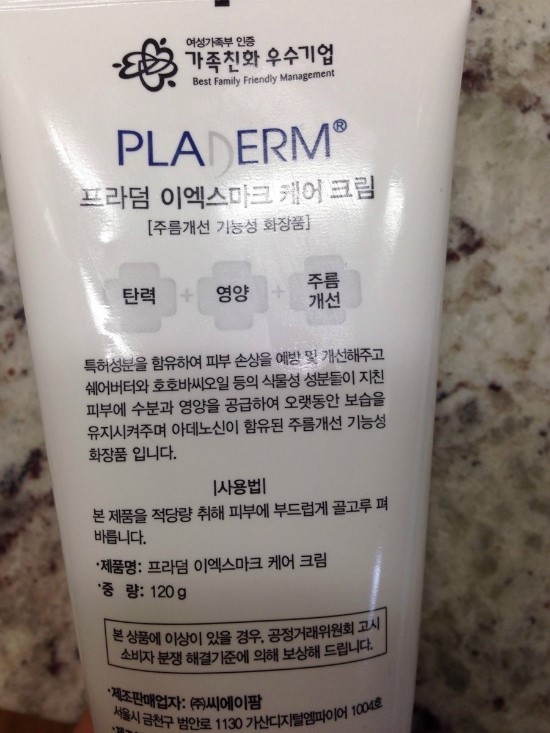 여성가족부 인증
가족친화 우수기업
Best Family Friendly Management
PLADERM®
프라덤 이엑스마크 케어 크림
[주름개선 기능성 화장품]
탄력 + 영양 + 주름
개선
특허성분을 함유하여 피부 손상을 예방 및 개선해주고
쉐어버터와 호호바씨오일 등의 식물성 성분들이 지친
피부에 수분과 영양을 공급하여 오랫동안 보습을
유지시켜주며 아데노신이 함유된 주름개선 기능성
화장품 입니다.
|사용법|
본 제품을 적당량 취해 피부에 부드럽게 골고루 펴
바릅니다.
·제품명: 프라덤 이엑스마크 케어 크림
·중 량: 120 g
본 상품에 이상이 있을 경우, 공정거래위원회 고시
소비자 분쟁 해결기준에 의해 보상해 드립니다.
·제조판매업자: ㈜씨에이팜
서울시 금천구 범안로 1130 가산디지털엠파이어 1004호